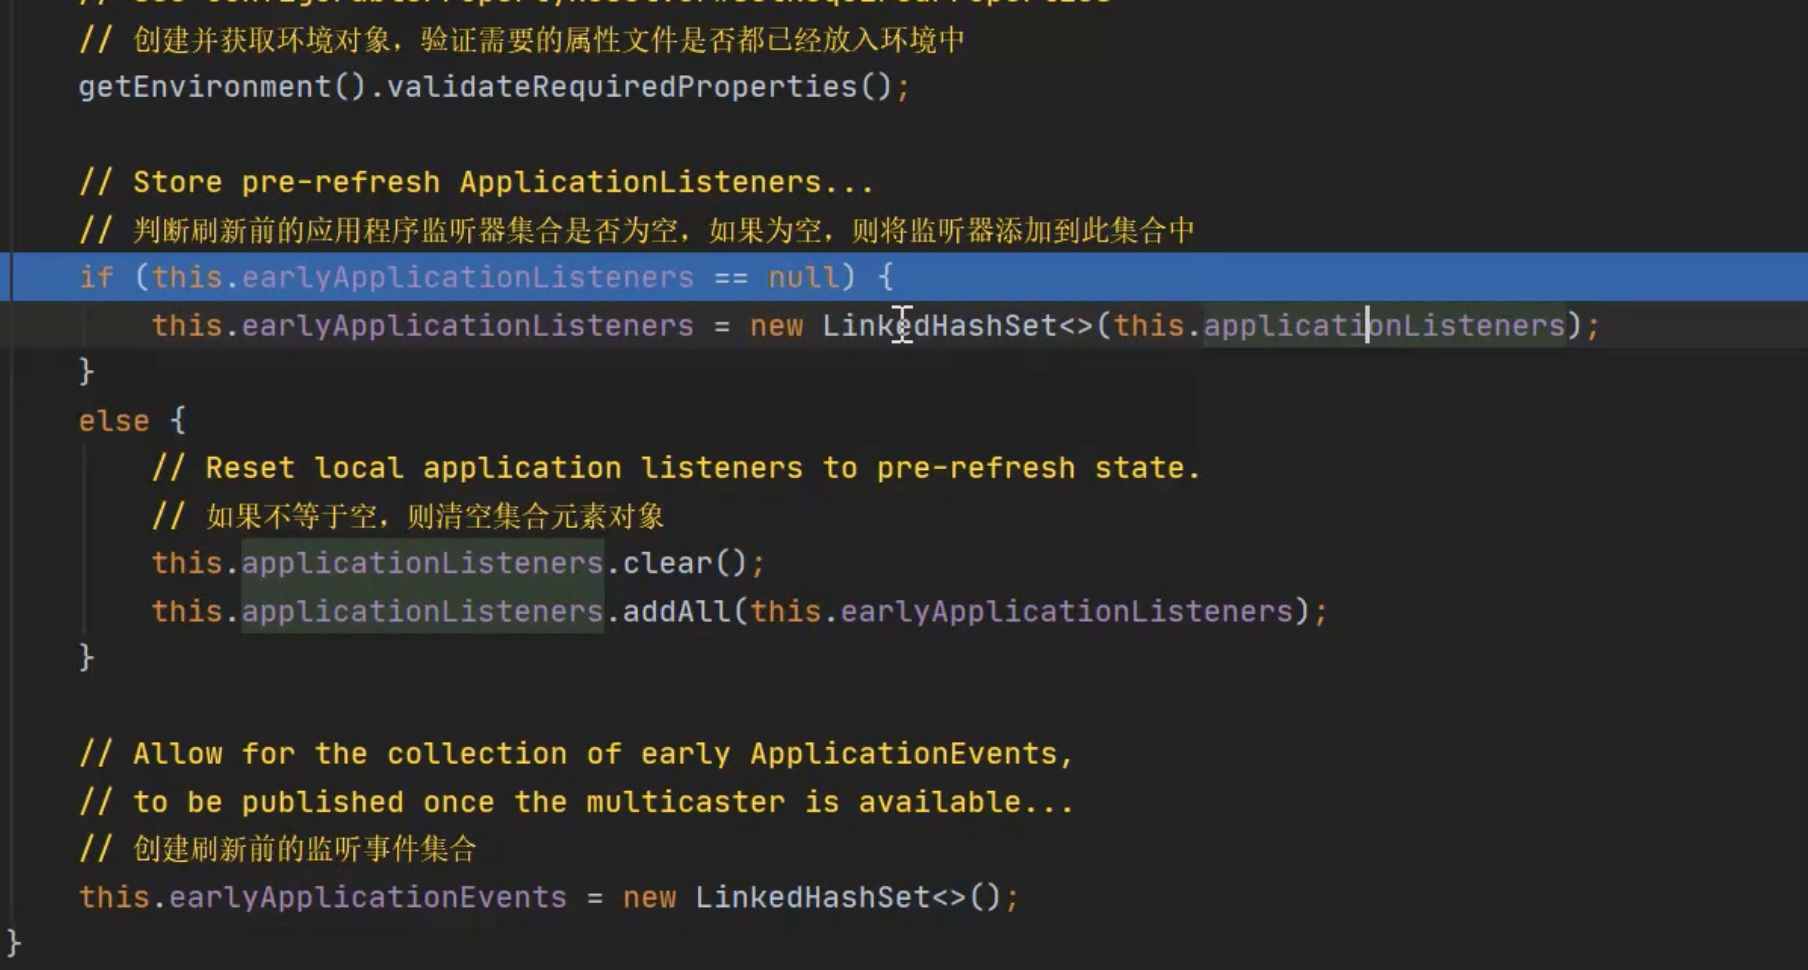 // 创建并获取环境对象，验证需要的属性文件是否都已经放入环境中
getEnvironment().validateRequiredProperties();
// Store pre-refresh ApplicationListeners...
// 判断刷新前的应用程序监听器集合是否为空，如果为空，则将监听器添加到此集合中
if (this.earlyApplicationListeners == null) {
this.earlyApplicationListeners = new LinkedHashSet<>(this.applicationListeners);
}
else {
// Reset local application listeners to pre-refresh state.
// 如果不等于空，则清空集合元素对象
this.applicationListeners.clear();
this.applicationListeners.addAll(this.earlyApplicationListeners);
}
// Allow for the collection of early ApplicationEvents,
// to be published once the multicaster is available...
// 创建刷新前的监听事件集合
this.earlyApplicationEvents = new LinkedHashSet<>();
}